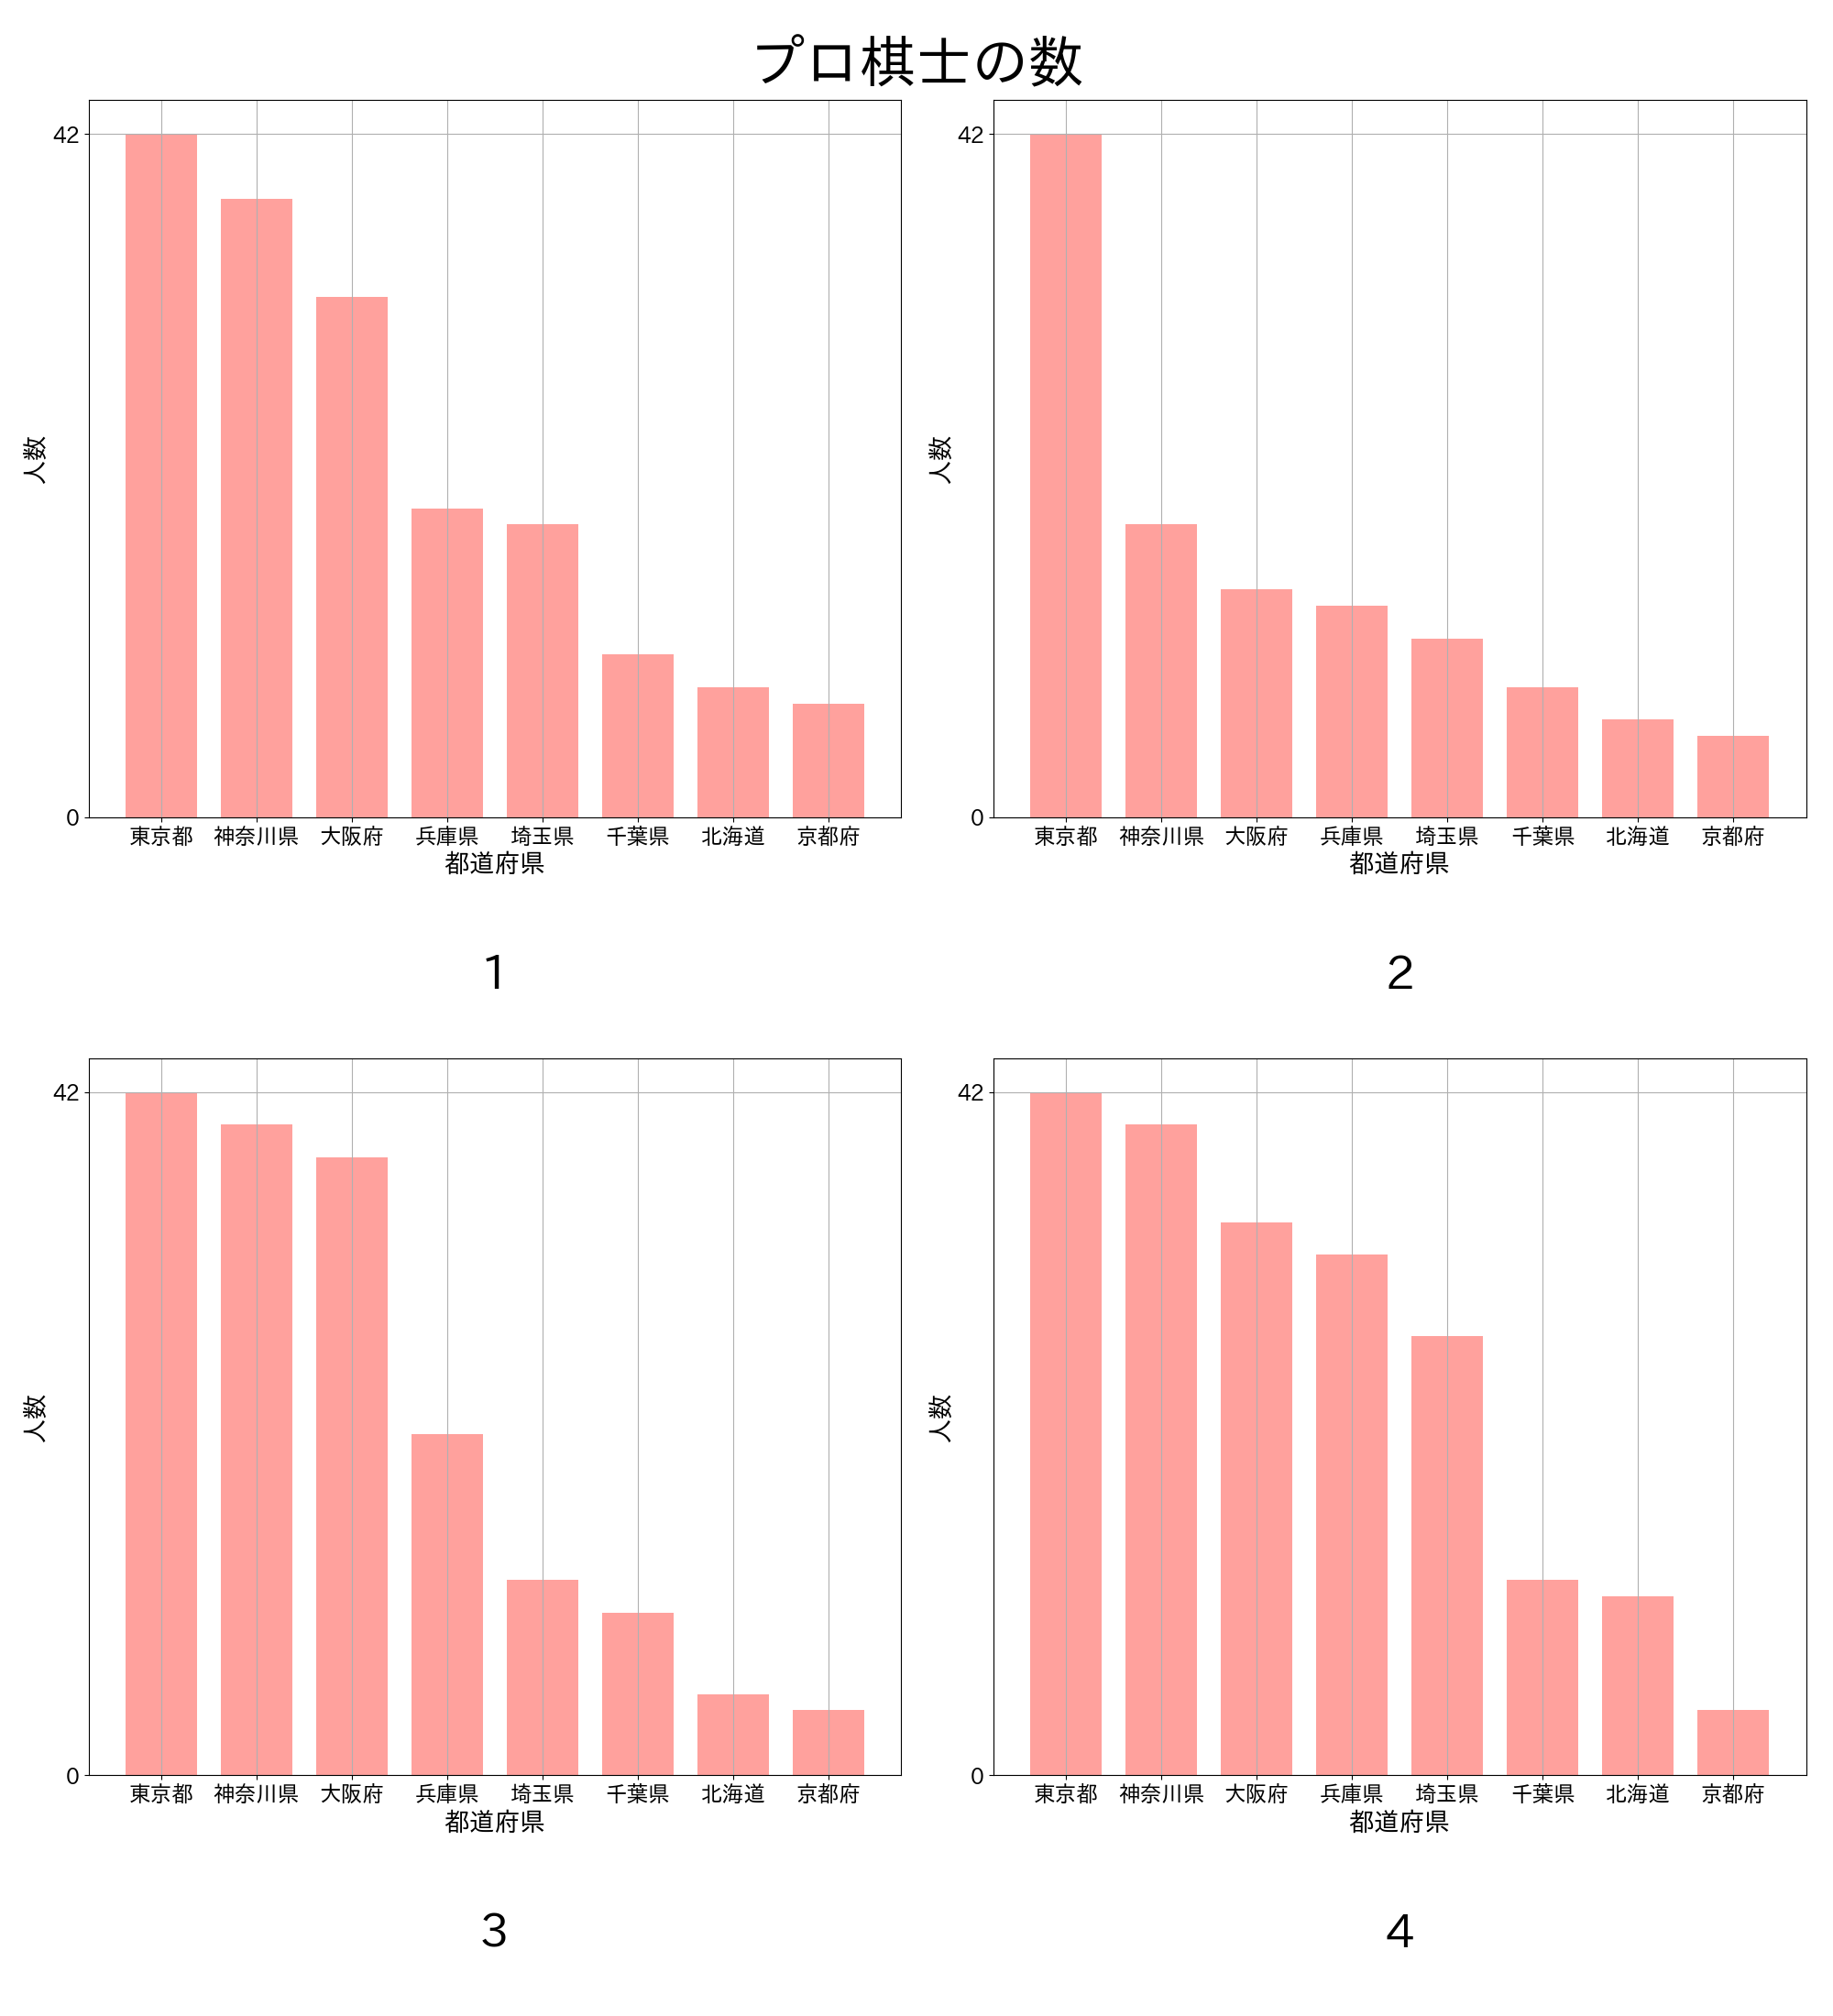 プロ棋士の数
42
0
人数
東京都 神奈川県 大阪府 兵庫県 埼玉県 千葉県 北海道 京都府
都道府県
1
42
0
人数
東京都 神奈川県 大阪府 兵庫県 埼玉県 千葉県 北海道 京都府
都道府県
2
42
0
人数
東京都 神奈川県 大阪府 兵庫県 埼玉県 千葉県 北海道 京都府
都道府県
3
42
0
人数
東京都 神奈川県 大阪府 兵庫県 埼玉県 千葉県 北海道 京都府
都道府県
4